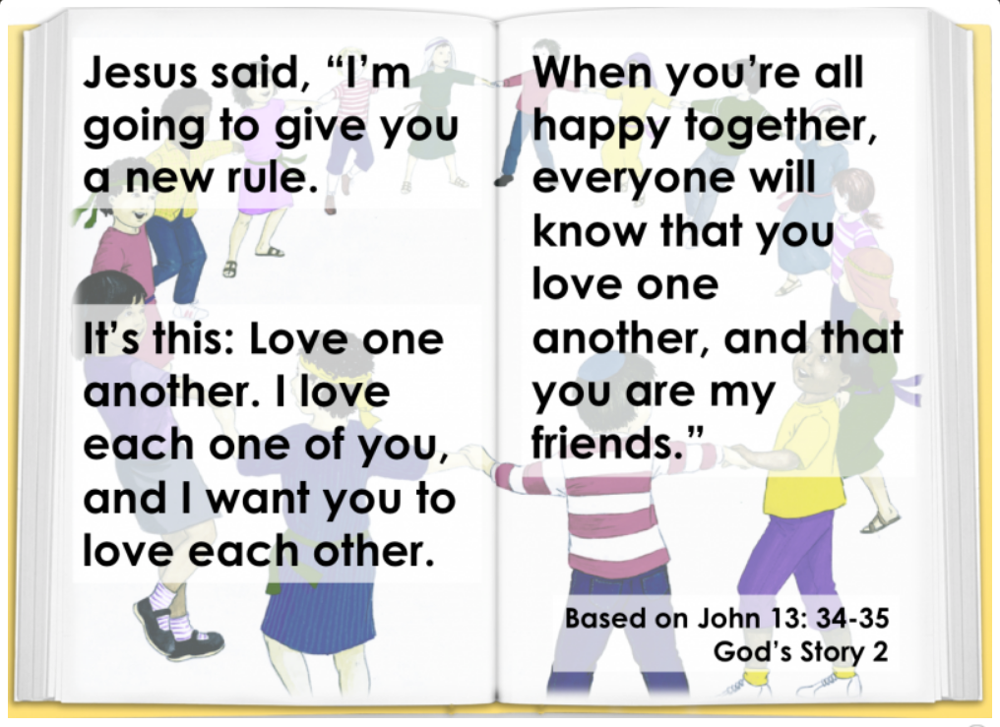 Jesus said, “I’m
going to give you
a new rule.
It’s this: Love one
another. I love
each one of you,
and I want you to
love each other.
When you’re all
happy together,
everyone will
know that you
love one
another, and that
you are my
friends.”
Based on John 13: 34-35
God’s Story 2